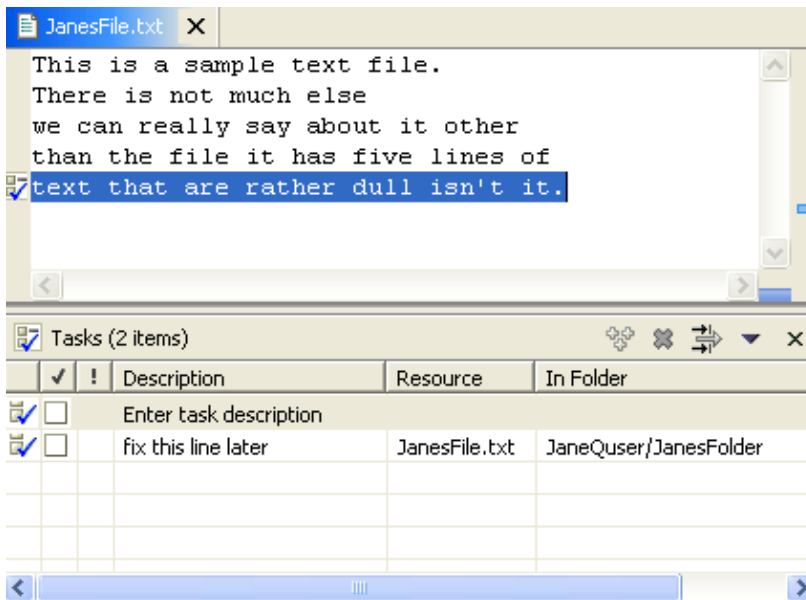 JanesFile.txt
This is a sample text file.
There is not much else
we can really say about it other
than the file it has five lines of
text that are rather dull isn't it.
Tasks (2 items)
! Description Resource In Folder
Enter task description
fix this line later JanesFile.txt JaneQuser/JanesFolder